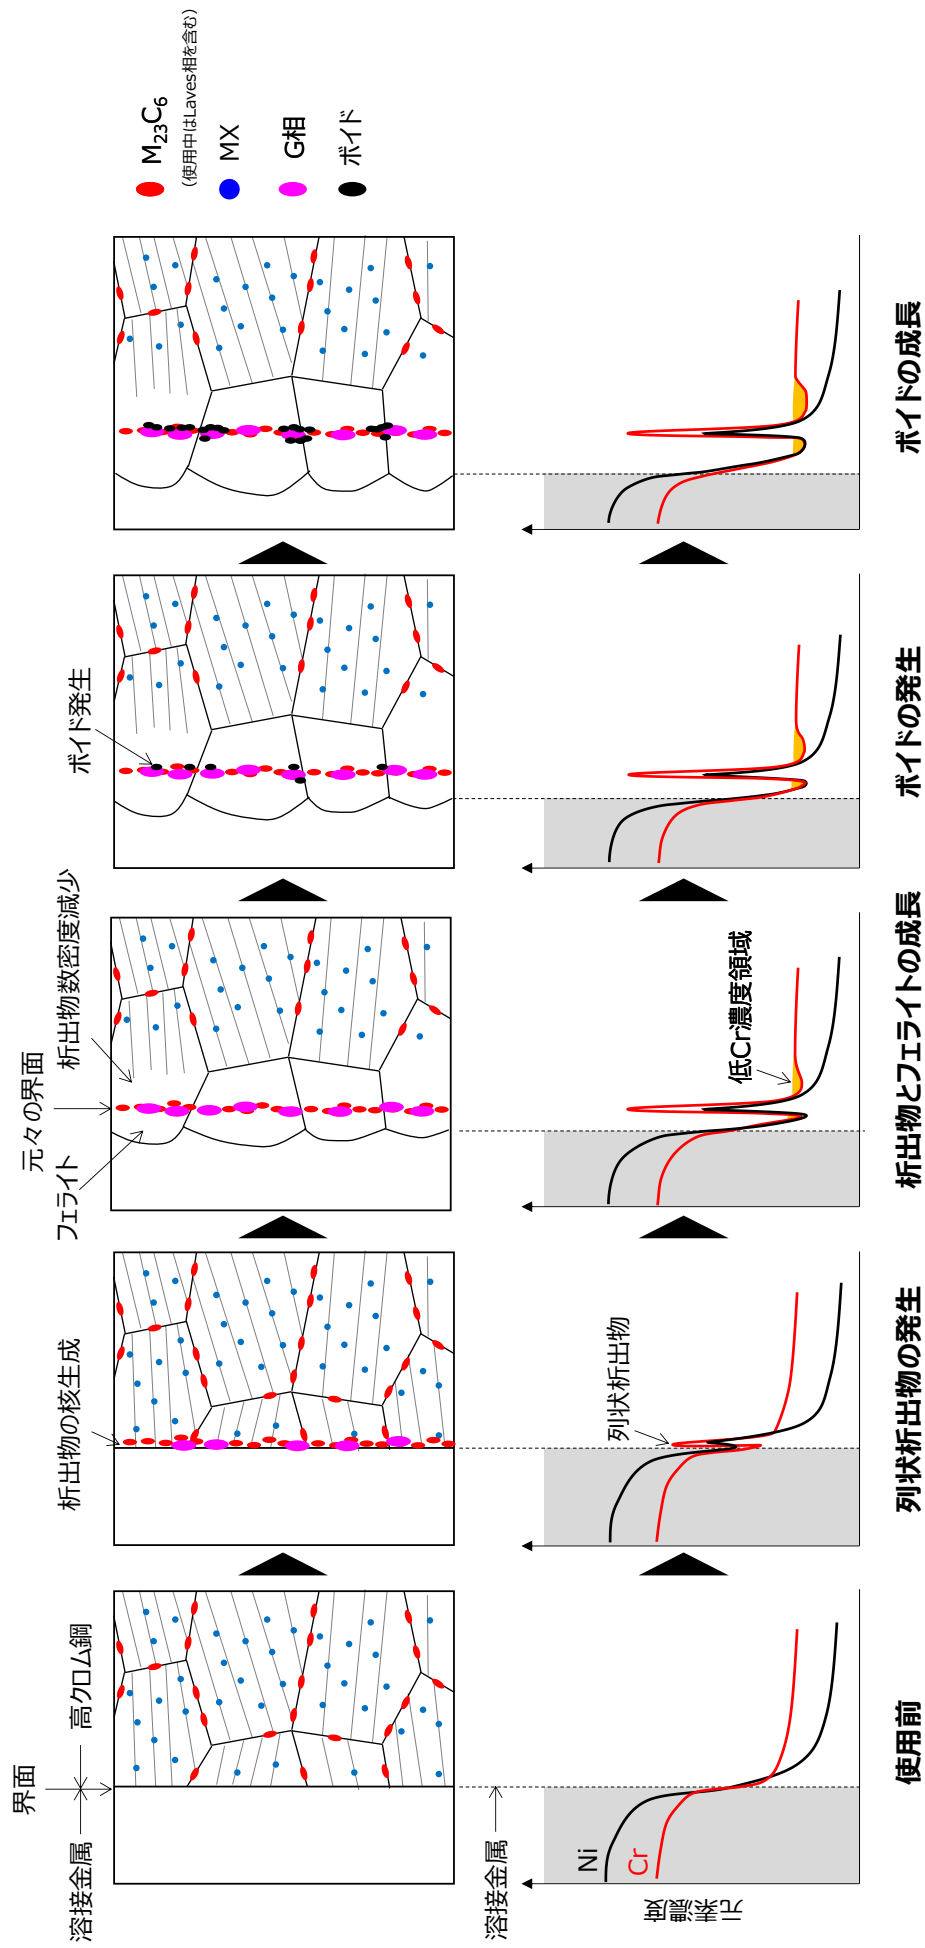 界面
溶接金属
高クロム鋼
析出物の核生成
元々の界面
フェライト
析出物数密度減少
ボイド発生
M23C6
(使用中はLaves相を含む)
MX
G相
ボイド
溶接金属
元素濃度
Ni
Cr
列状析出物
低Cr濃度領域
使用前
列状析出物の発生
析出物とフェライトの成長
ボイドの発生
ボイドの成長